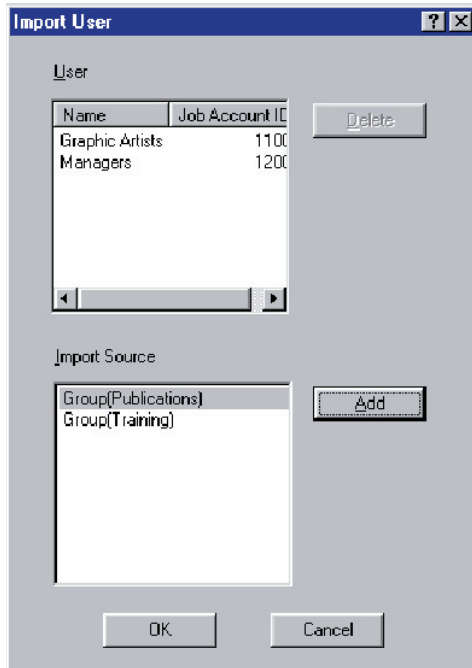 Import User
User
Name Job Account ID
Graphic Artists 1100
Managers 1200
Delete
Import Source
Group(Publications)
Group(Training)
Add
OK
Cancel